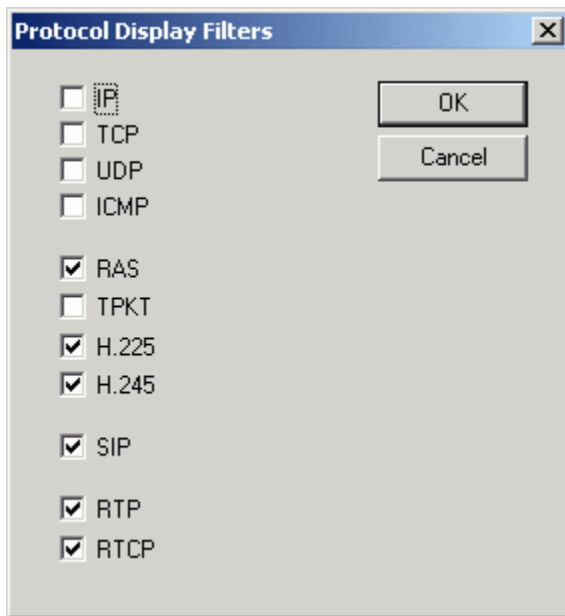 Protocol Display Filters
IP
OK
TCP
Cancel
UDP
ICMP
RAS
TPKT
H.225
H.245
SIP
RTP
RTCP